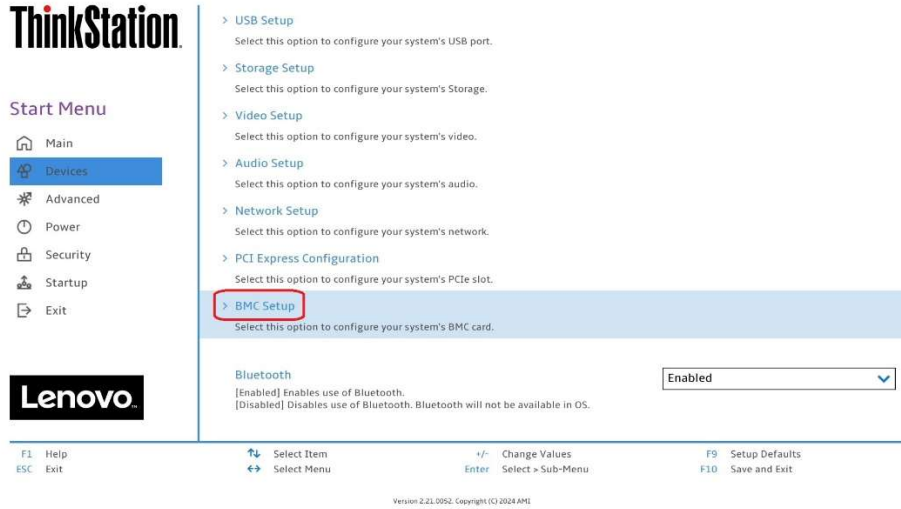 ThinkStation
Start Menu
Main
Devices
Advanced
Power
Security
Startup
Exit
Lenovo
> USB Setup
Select this option to configure your system's USB port.
> Storage Setup
Select this option to configure your system's Storage.
> Video Setup
Select this option to configure your system's video.
> Audio Setup
Select this option to configure your system's audio.
> Network Setup
Select this option to configure your system's network.
> PCI Express Configuration
Select this option to configure your system's PCIe slot.
> BMC Setup
Select this option to configure your system's BMC card.
Bluetooth
Enabled
[Enabled] Enables use of Bluetooth.
[Disabled] Disables use of Bluetooth. Bluetooth will not be available in OS.
F1 Help
ESC Exit
↑↓ Select Item
↔ Select Menu
+/- Change Values
Enter Select > Sub-Menu
F9 Setup Defaults
F10 Save and Exit
Version 2.21.0052. Copyright (C) 2024 AMI